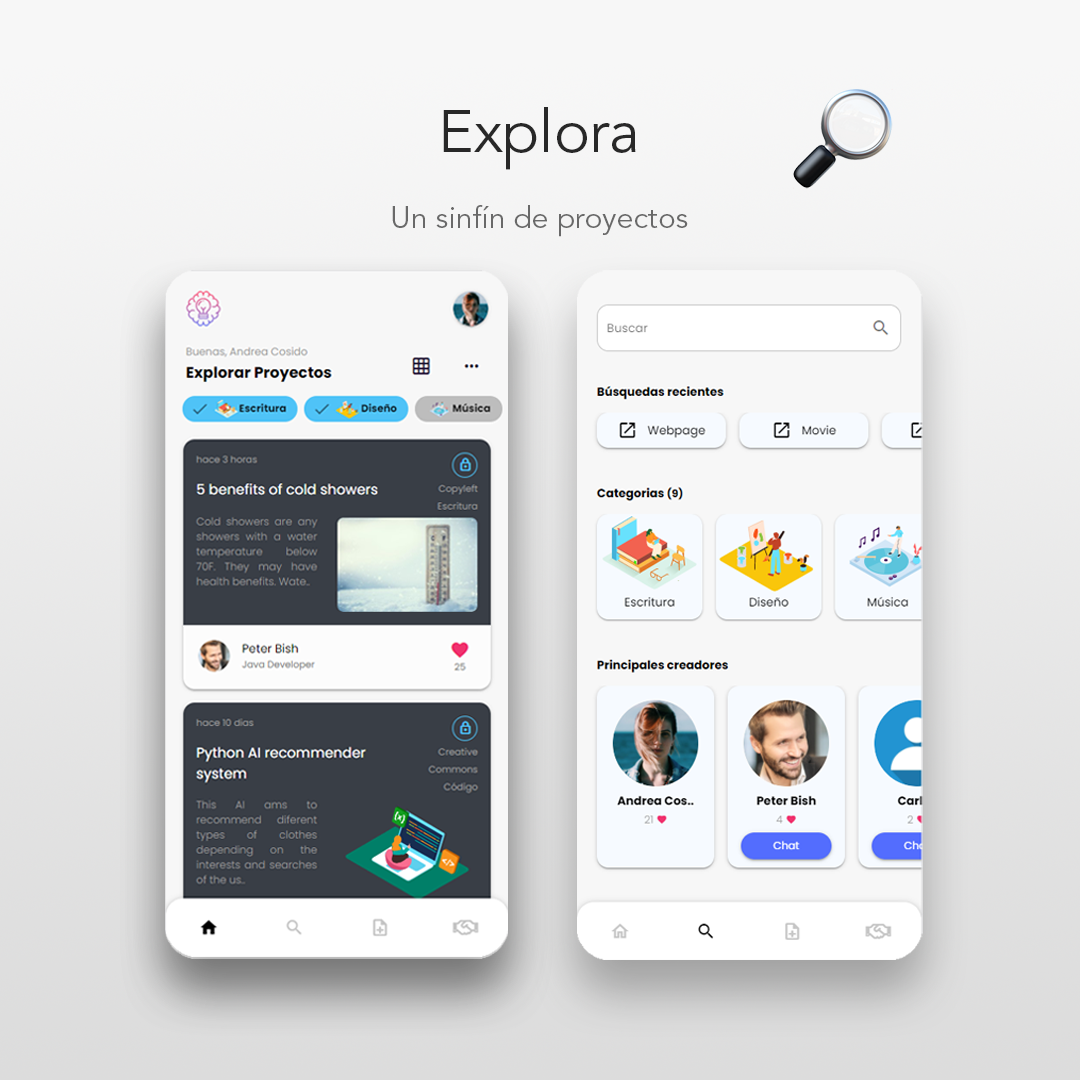 Explora
Un sinfín de proyectos
Buenas, Andrea Cosido
Explorar Proyectos
Escritura
Diseño
Música
hace 3 horas
5 benefits of cold showers
Copyleft
Escritura
Cold showers are any
showers with a water
temperature below
70F. They may have
health benefits. Wate..
Peter Bish
Java Developer
25
hace 10 dias
Python AI recommender
system
Creative
Commons
Código
This AI ams to
recommend diferent
types of clothes
depending on the
interests and searches
of the us..
{x}
</>
Buscar
Búsquedas recientes
Webpage
Movie
Categorias (9)
Escritura
Diseño
Música
Principales creadores
Andrea Cos..
21
Peter Bish
4
Chat
Carl
2
Cha